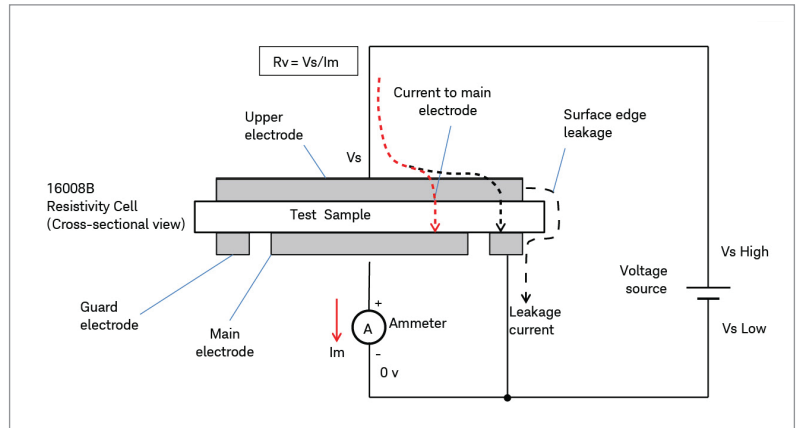 Rv = Vs/Im
Current to main
electrode
Surface edge
leakage
Upper
electrode
Vs
16008B
Resistivity Cell
(Cross-sectional view)
Test Sample
Vs High
Voltage
source
Guard
electrode
Main
electrode
+
A
Ammeter
Im
-
0 v
Leakage
current
Vs Low